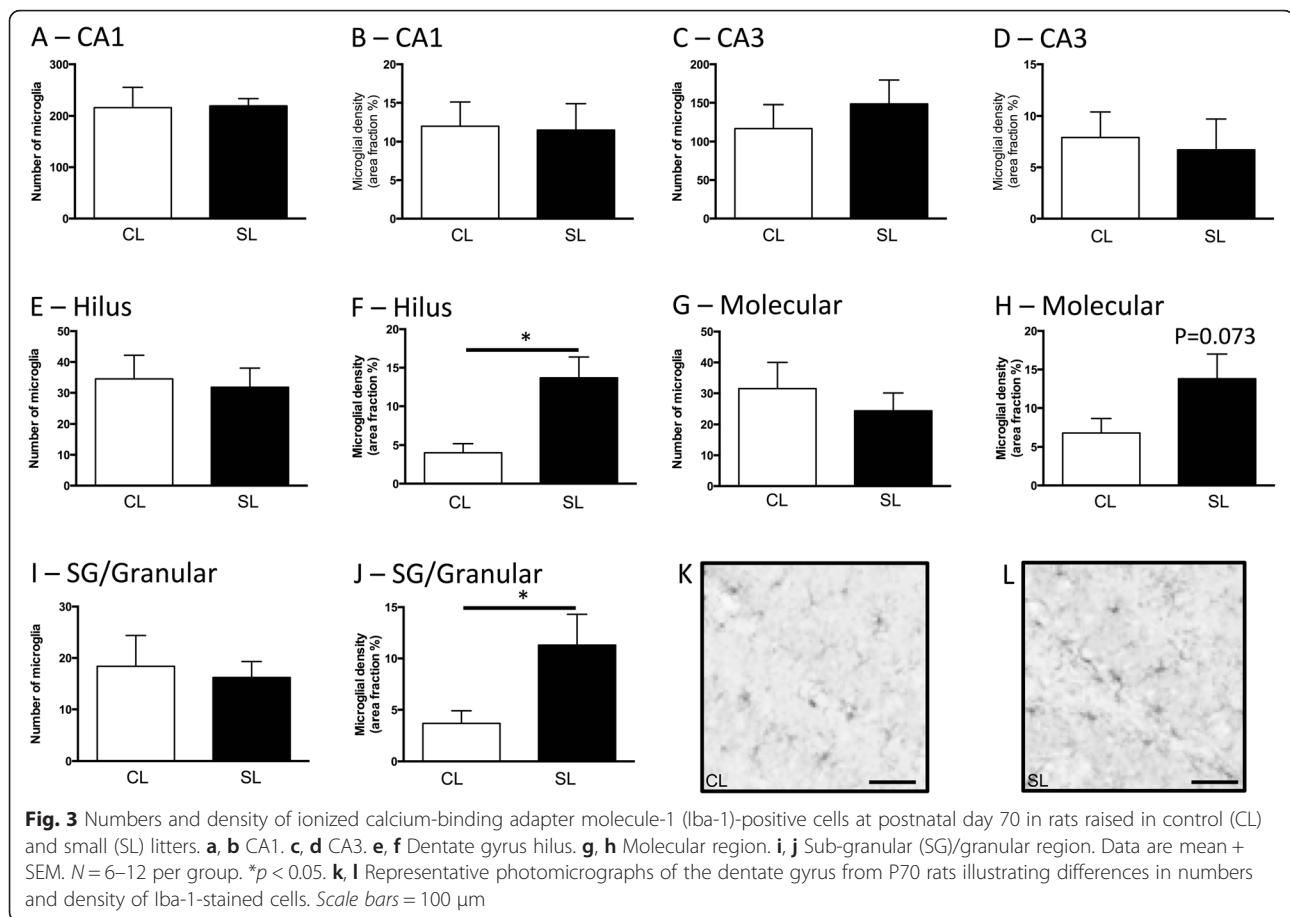 A – CA1
B – CA1
C – CA3
D – CA3
Number of microglia
300
200
100
0
CL
SL
Microglial density
(area fraction %)
20
15
10
5
0
CL
SL
Number of microglia
200
150
100
50
0
CL
SL
Microglial density
(area fraction %)
15
10
5
0
CL
SL
E – Hilus
F – Hilus
G – Molecular
H – Molecular
Number of microglia
50
40
30
20
10
0
CL
SL
Microglial density
(area fraction %)
20
15
10
5
0
*
CL
SL
Number of microglia
50
40
30
20
10
0
CL
SL
Microglial density
(area fraction %)
20
15
10
5
0
P=0.073
CL
SL
I – SG/Granular
J – SG/Granular
K
L
Number of microglia
30
20
10
0
CL
SL
Microglial density
(area fraction %)
15
10
5
0
*
CL
SL
CL
SL
Fig. 3 Numbers and density of ionized calcium-binding adapter molecule-1 (Iba-1)-positive cells at postnatal day 70 in rats raised in control (CL)
and small (SL) litters. a, b CA1. c, d CA3. e, f Dentate gyrus hilus. g, h Molecular region. i, j Sub-granular (SG)/granular region. Data are mean +
SEM. N = 6–12 per group. *p < 0.05. k, l Representative photomicrographs of the dentate gyrus from P70 rats illustrating differences in numbers
and density of Iba-1-stained cells. Scale bars = 100 μm